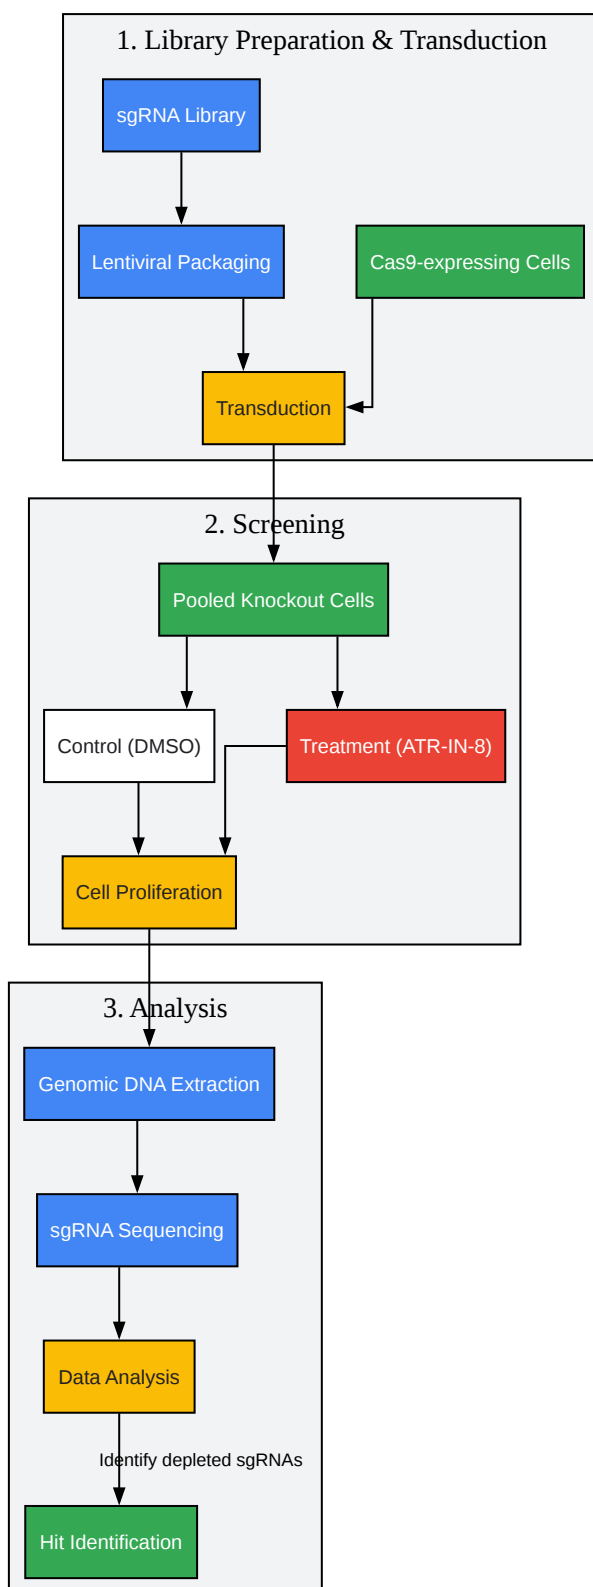 1. Library Preparation & Transduction
sgRNA Library
Lentiviral Packaging
Cas9-expressing Cells
Transduction
2. Screening
Pooled Knockout Cells
Control (DMSO)
Treatment (ATR-IN-8)
Cell Proliferation
3. Analysis
Genomic DNA Extraction
sgRNA Sequencing
Data Analysis
Identify depleted sgRNAs
Hit Identification